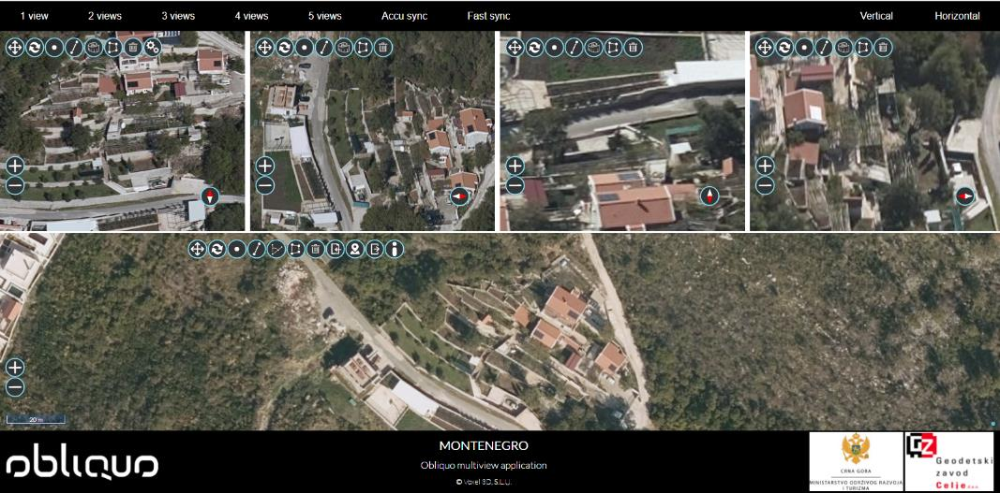 1 view 2 views 3 views 4 views 5 views Accu sync Fast sync Vertical Horizontal
20 m
obliquo
MONTENEGRO
Obliquo multiview application
© Voxel 3D, S.L.U.
CRNA GORA
MINISTARSTVO ODRŽIVOG RAZVOJA
I TURIZMA
GZ
Geodetski
zavod
Celje d.o.o.